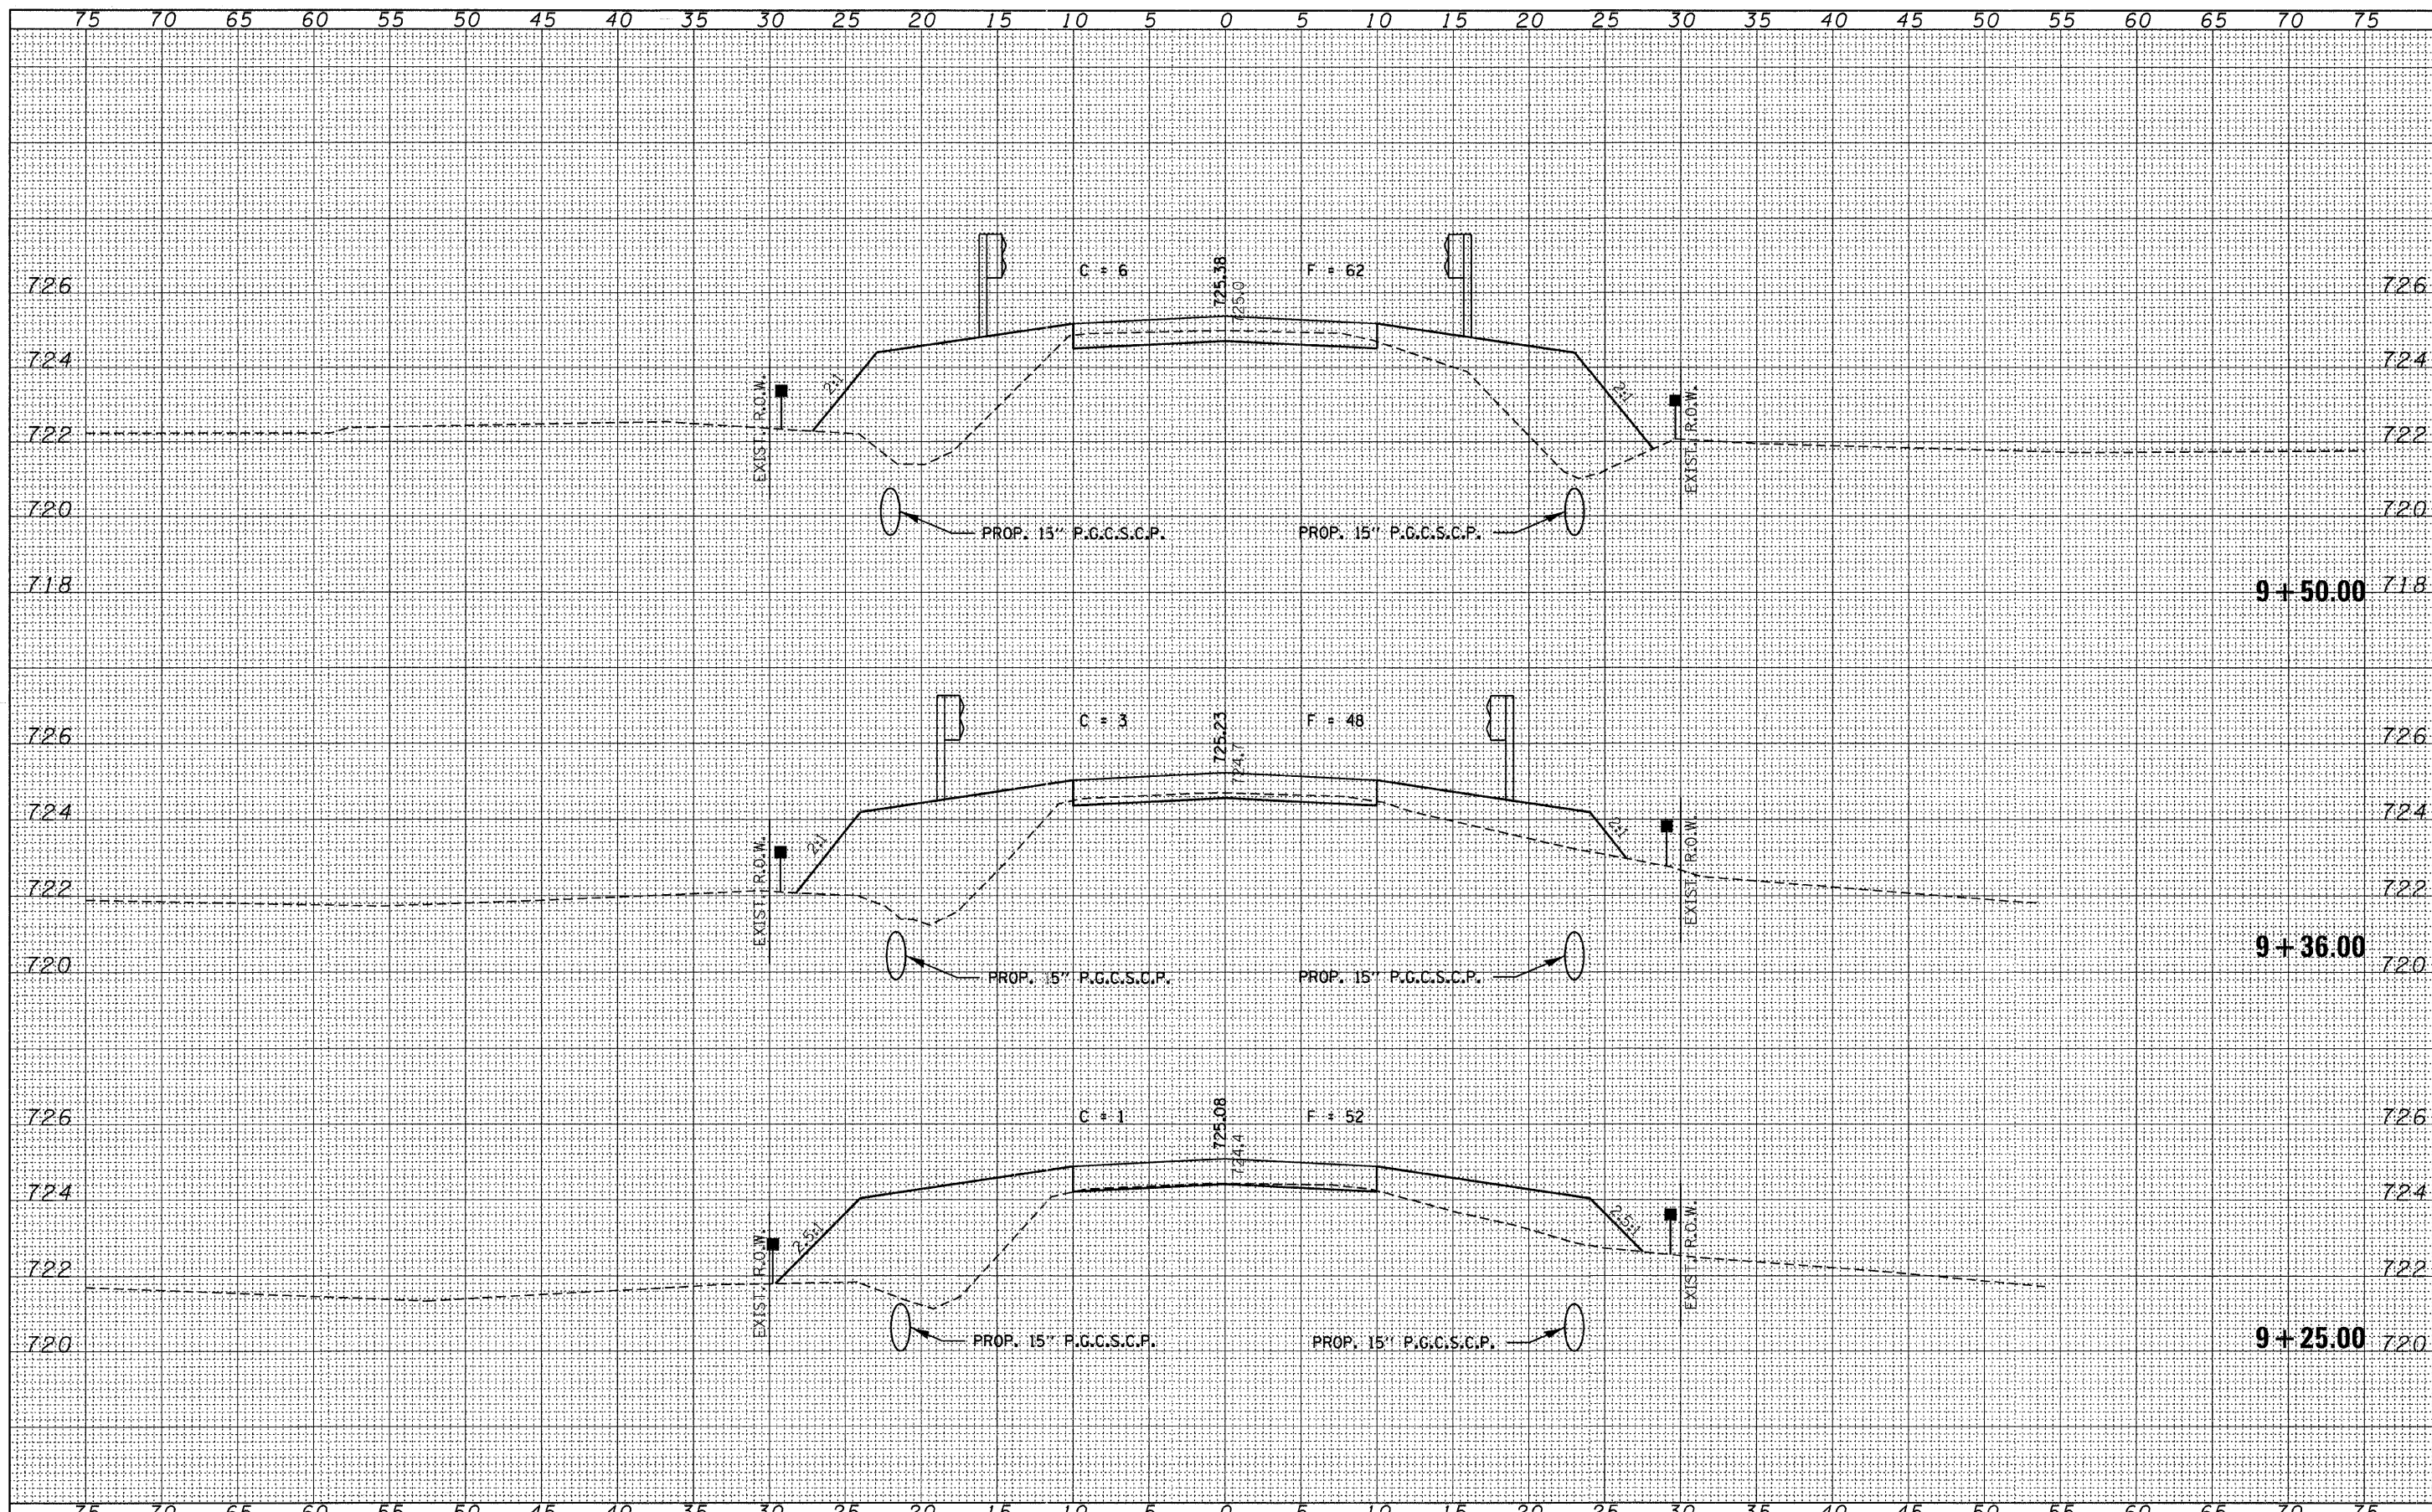 75 70 65 60 55 50 45 40 35 30 25 20 15 10 5 0 5 10 15 20 25 30 35 40 45 50 55 60 65 70 75
C = 6
725.38
725.0
F = 62
726 726
724 724
2:1 2:1
EXIST. R.O.W. EXIST. R.O.W.
722 722
720 720
PROP. 15" P.G.C.S.C.P. PROP. 15" P.G.C.S.C.P.
718 9+50.00 718
C = 3
725.23
724.7
F = 48
726 726
724 724
2:1 2:1
EXIST. R.O.W. EXIST. R.O.W.
722 722
9+36.00
720 720
PROP. 15" P.G.C.S.C.P. PROP. 15" P.G.C.S.C.P.
C = 1
725.08
724.4
F = 52
726 726
724 724
2.5:1 2.5:1
EXIST. R.O.W. EXIST. R.O.W.
722 722
720 9+25.00 720
PROP. 15" P.G.C.S.C.P. PROP. 15" P.G.C.S.C.P.
75 70 65 60 55 50 45 40 35 30 25 20 15 10 5 0 5 10 15 20 25 30 35 40 45 50 55 60 65 70 75